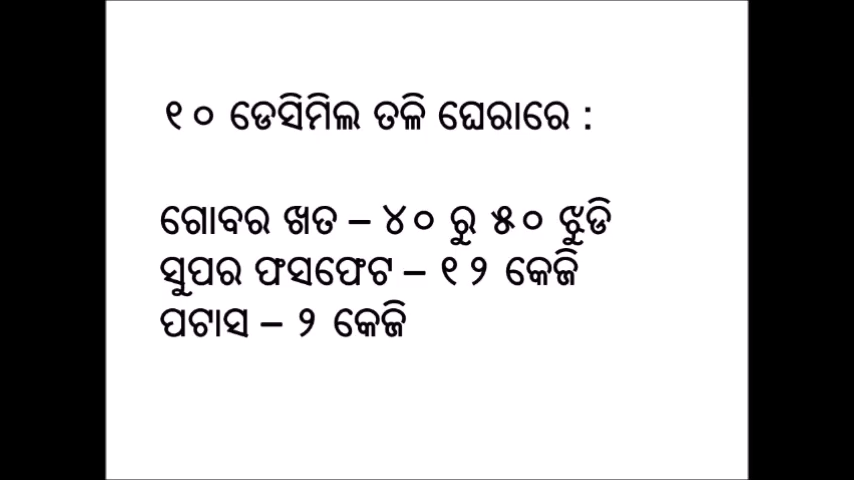 ୧୦ ଡେସିମିଲ ତଳି ଘେରାରେ :
ଗୋବର ଖତ – ୪୦ ରୁ ୫୦ ଝୁଡି
ସୁପର ଫସଫେଟ – ୧୨ କେଜି
ପଟାସ – ୨ କେଜି